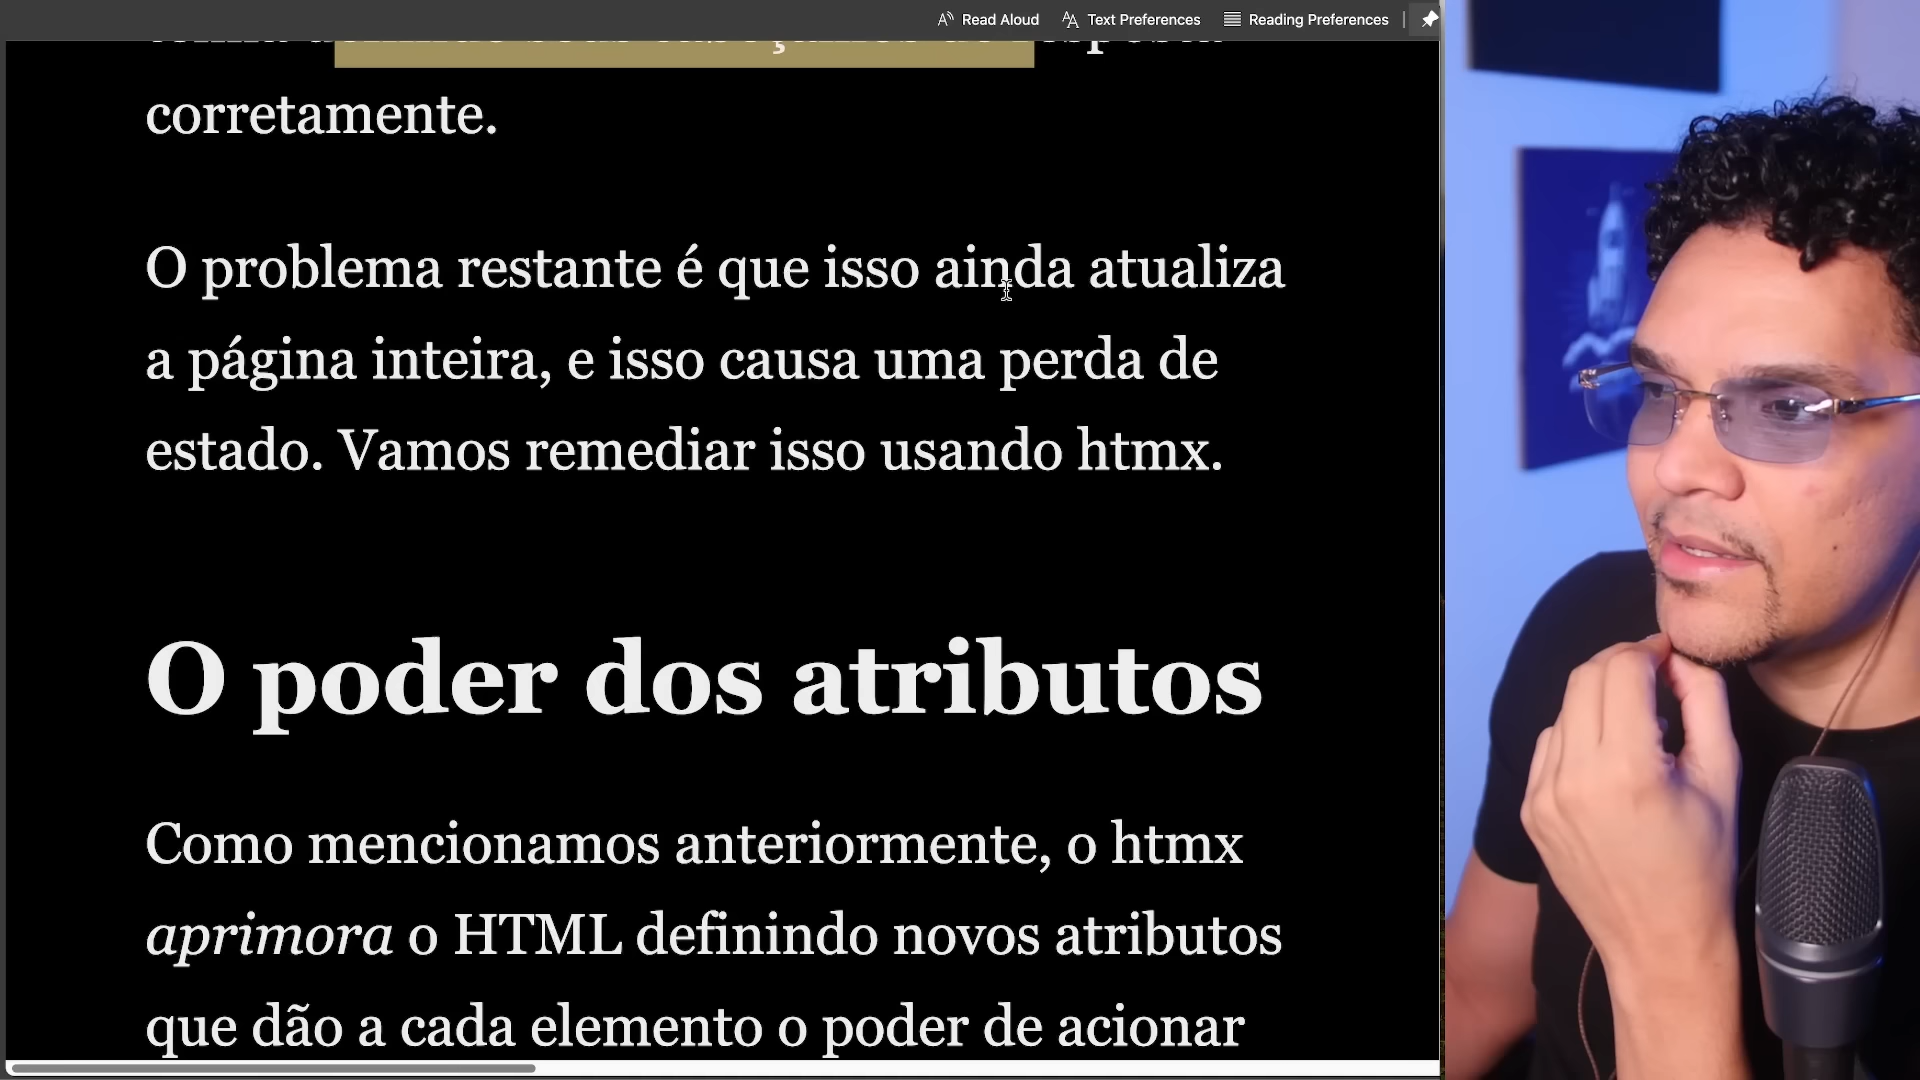 Read Aloud
Text Preferences
Reading Preferences
corretamente.
O problema restante é que isso ainda atualiza
a página inteira, e isso causa uma perda de
estado. Vamos remediar isso usando htmx.
O poder dos atributos
Como mencionamos anteriormente, o htmx
aprimora o HTML definindo novos atributos
que dão a cada elemento o poder de acionar